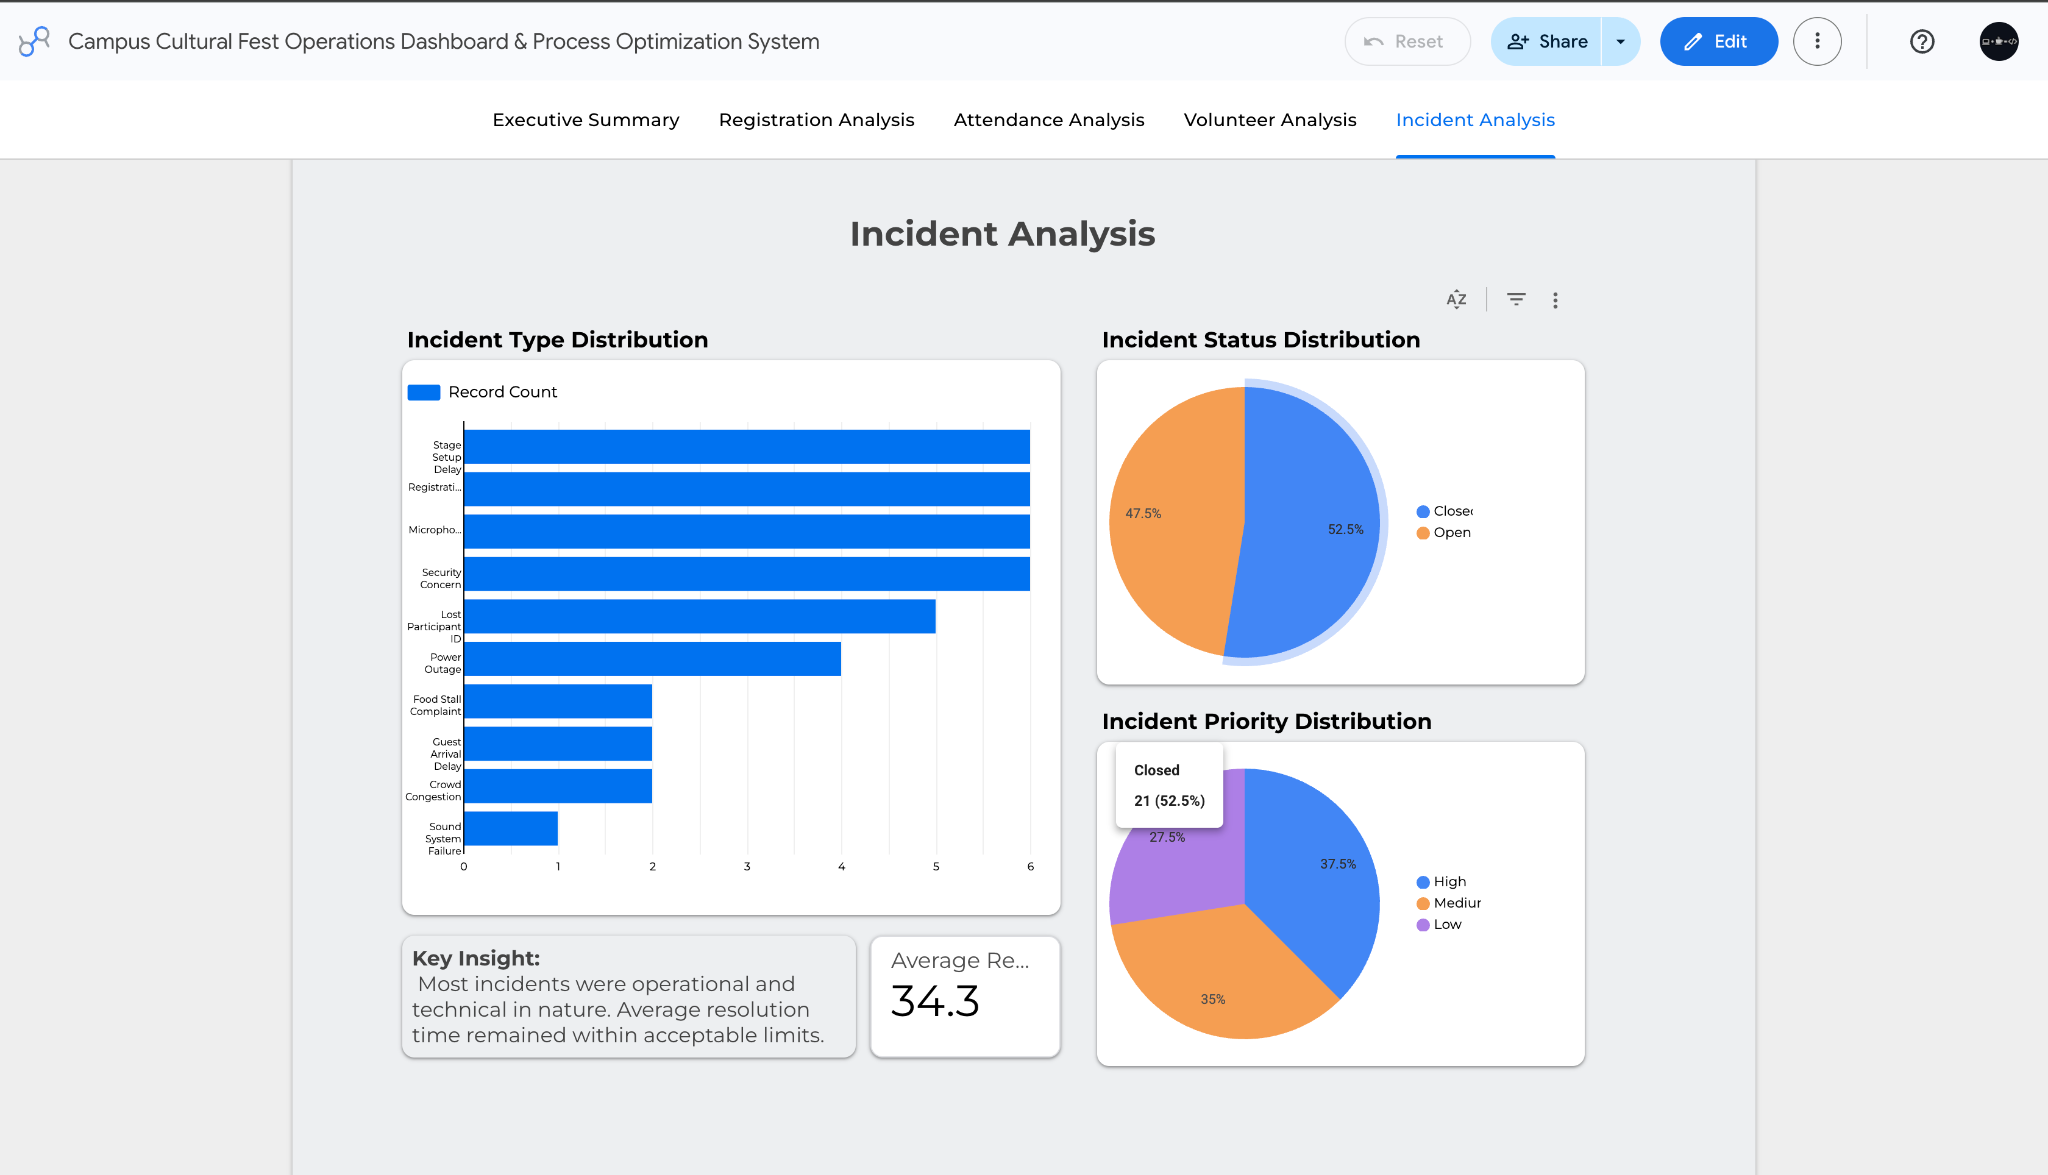 Campus Cultural Fest Operations Dashboard & Process Optimization System
Reset
Share
Edit
Executive Summary
Registration Analysis
Attendance Analysis
Volunteer Analysis
Incident Analysis
Incident Analysis
AZ
Incident Type Distribution
Record Count
Stage
Setup
Delay
Registrati...
Micropho...
Security
Concern
Lost
Participant
ID
Power
Outage
Food Stall
Complaint
Guest
Arrival
Delay
Crowd
Congestion
Sound
System
Failure
0 1 2 3 4 5 6
Key Insight:
Most incidents were operational and
technical in nature. Average resolution
time remained within acceptable limits.
Average Re...
34.3
Incident Status Distribution
47.5%
52.5%
Closed
Open
Incident Priority Distribution
Closed
21 (52.5%)
27.5%
37.5%
35%
High
Mediur
Low